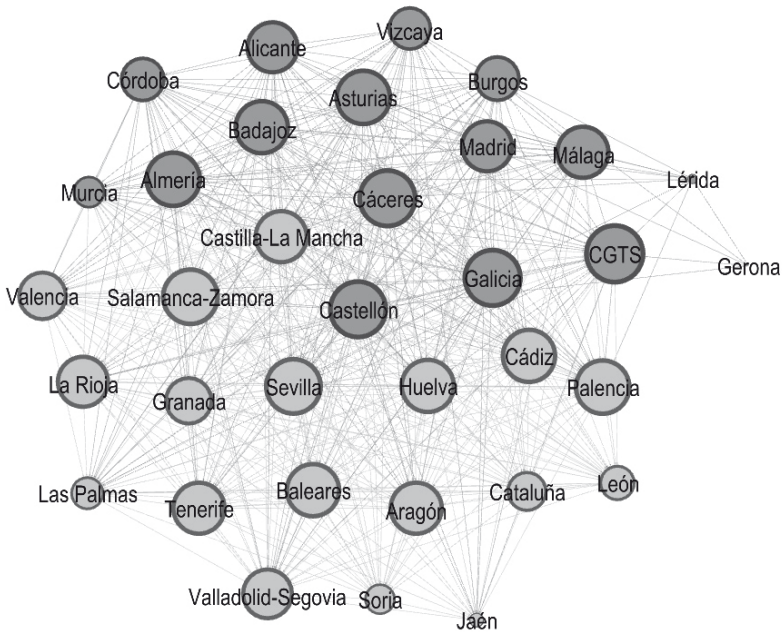 Vizcaya
Alicante
Córdoba
Burgos
Asturias
Badajoz
Madrid
Málaga
Murcia
Almería
Lérida
Cáceres
Castilla-La Mancha
CGTS
Gerona
Galicia
Valencia
Salamanca-Zamora
Castellón
Cádiz
La Rioja
Granada
Sevilla
Huelva
Palencia
Las Palmas
Tenerife
Baleares
Aragón
Cataluña
León
Valladolid-Segovia
Soria
Jaén